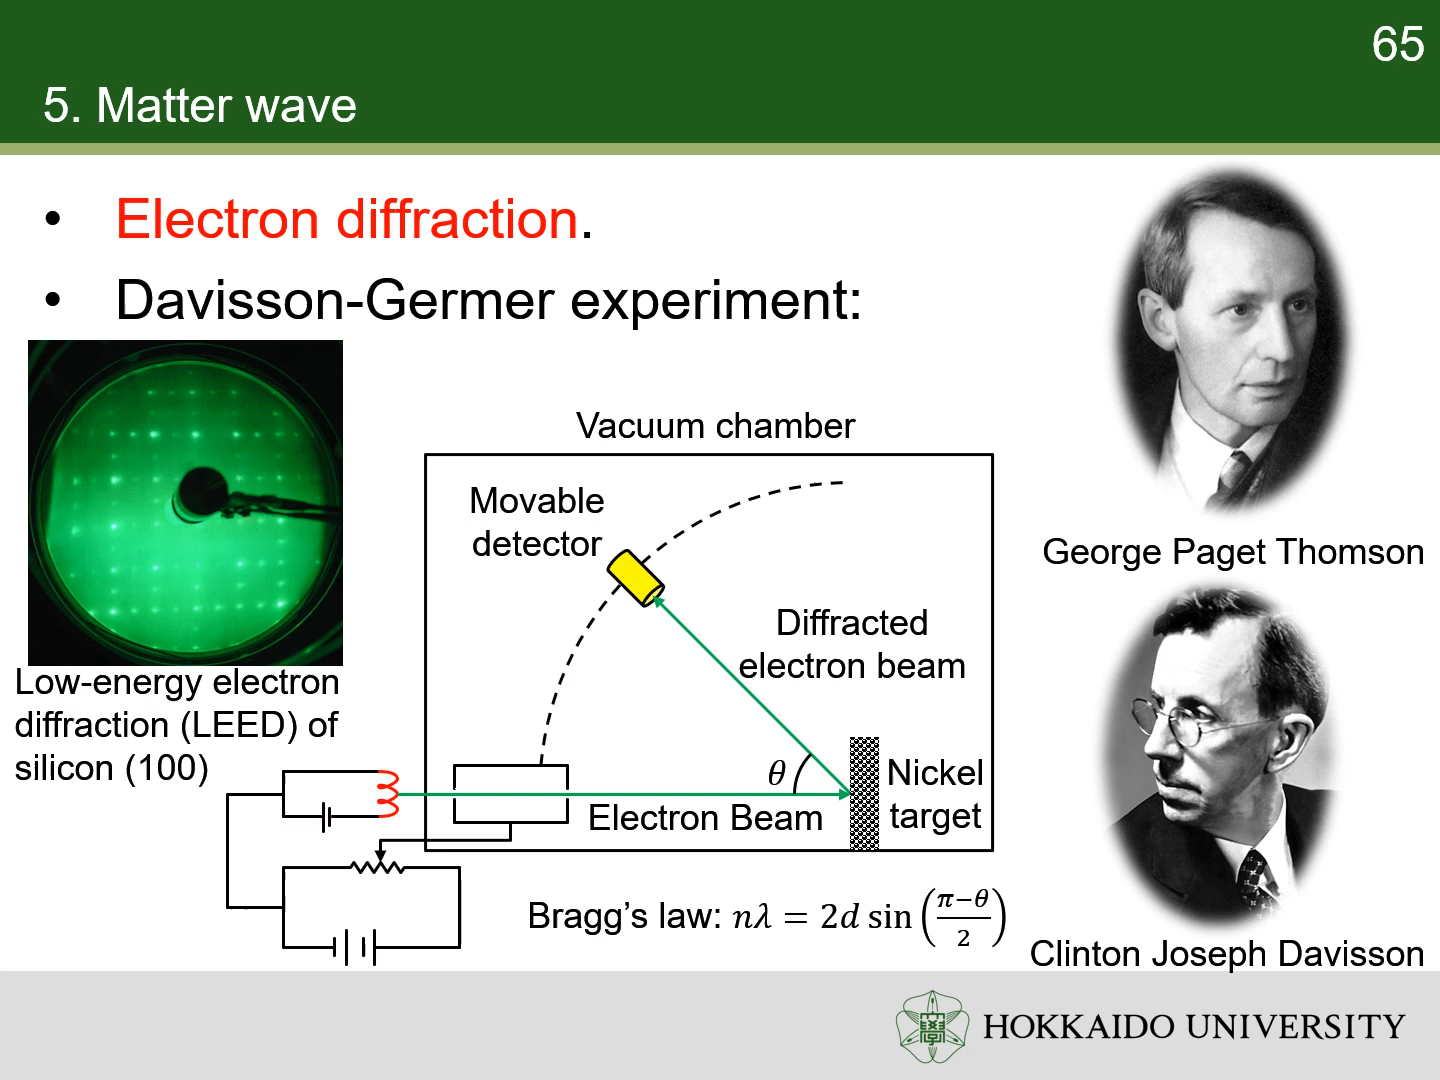 65
5. Matter wave
• Electron diffraction.
• Davisson-Germer experiment:
Vacuum chamber
Movable
detector
Diffracted
electron beam
θ
Nickel
target
Electron Beam
Low-energy electron
diffraction (LEED) of
silicon (100)
Bragg’s law: nλ = 2d sin((π−θ)/2)
George Paget Thomson
Clinton Joseph Davisson
HOKKAIDO UNIVERSITY